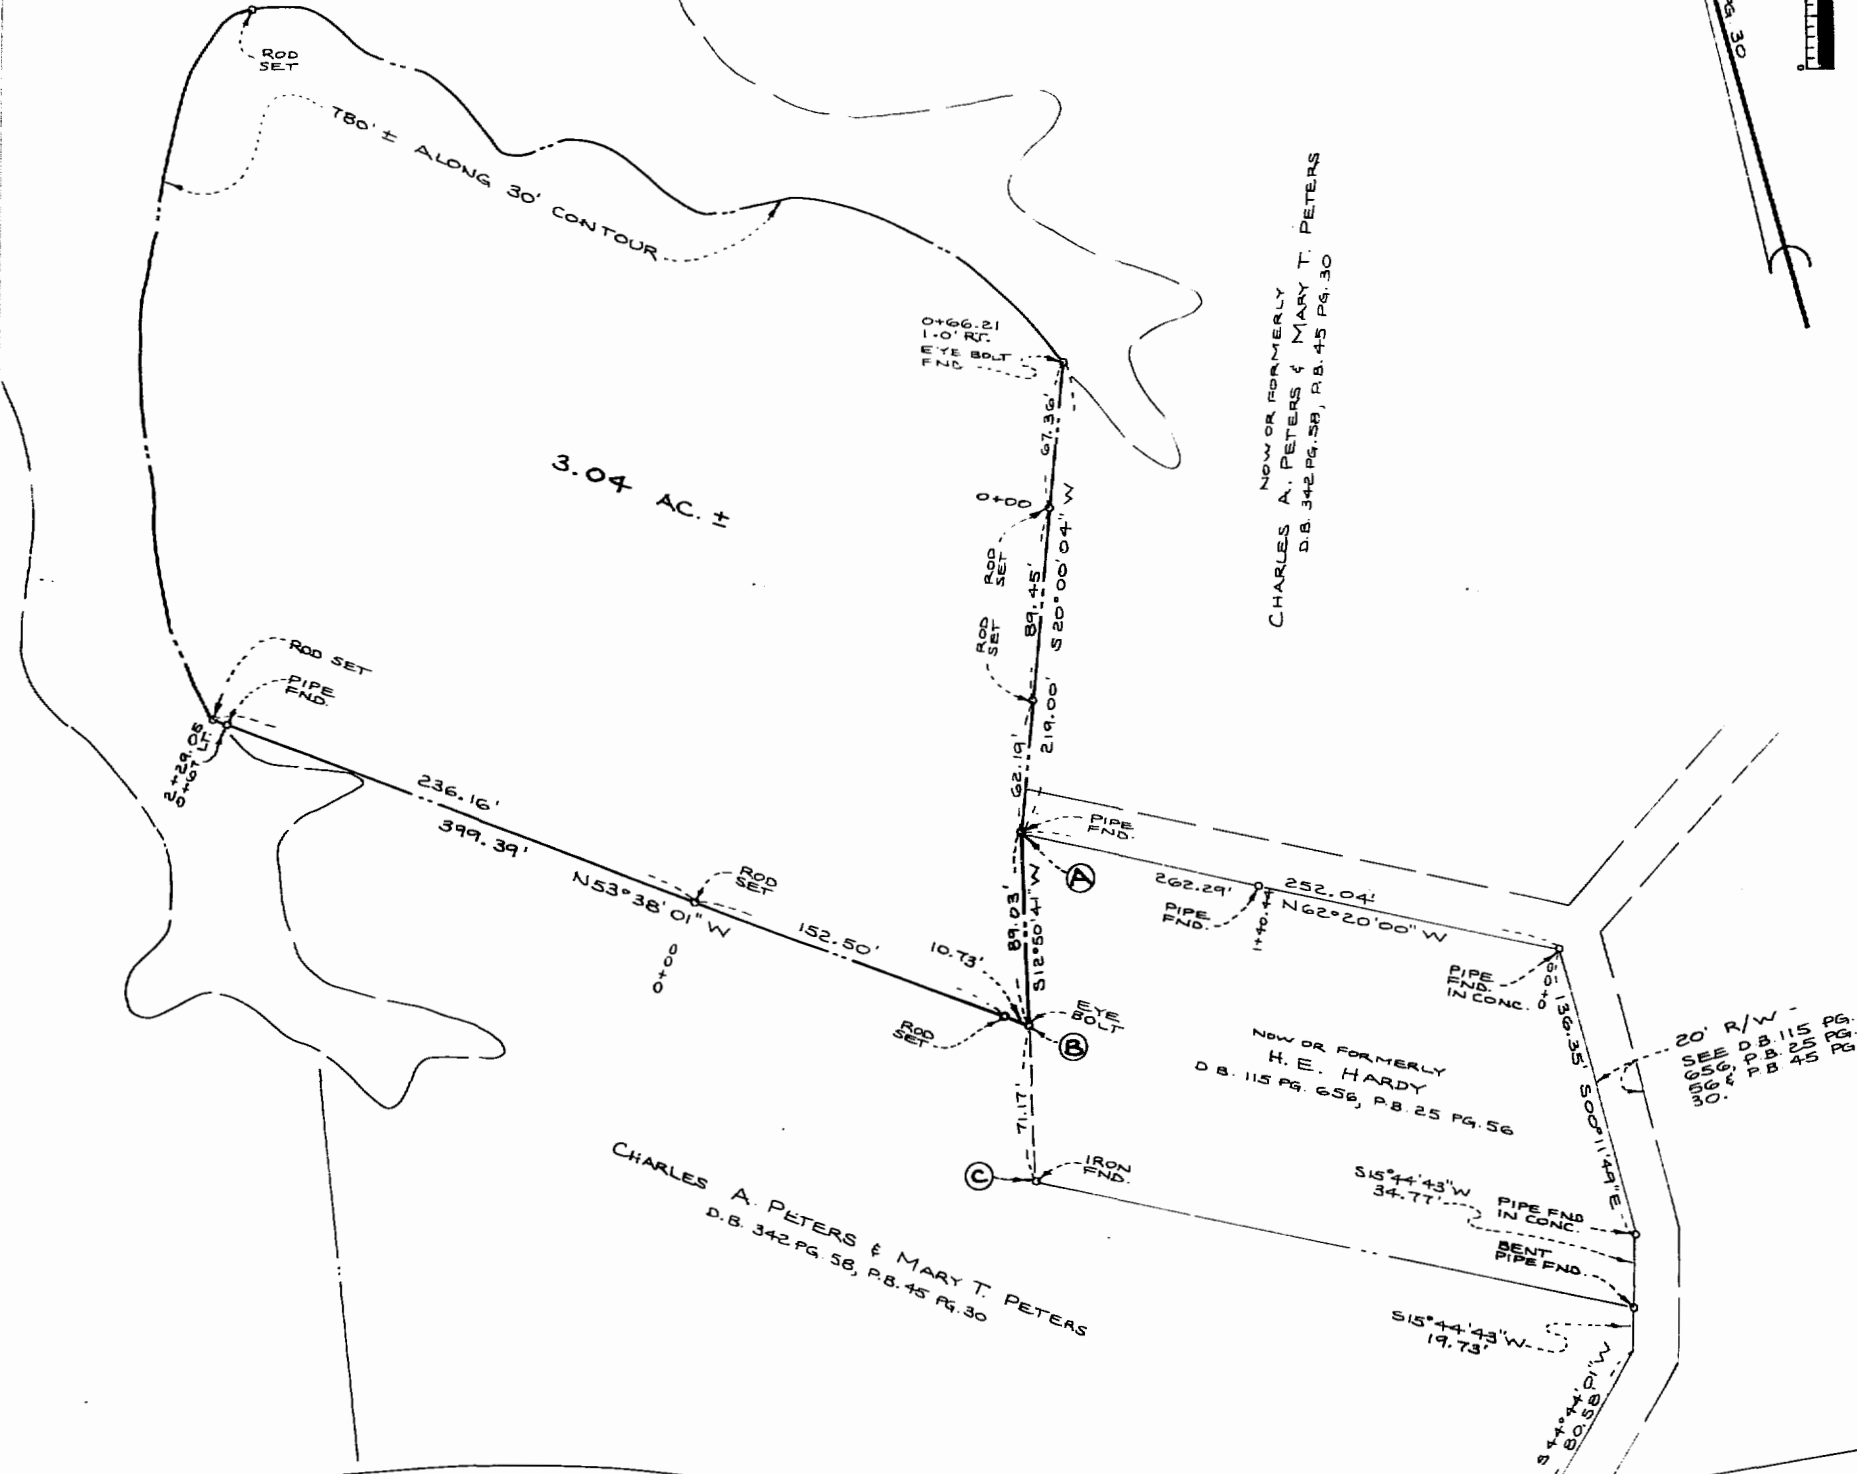 PG. 30
0
ROD
SET
780' ± ALONG 30' CONTOUR
NOW OR FORMERLY
CHARLES A. PETERS & MARY T. PETERS
D.B. 342 PG. 58, P.B. 45 PG. 30
0+66.21
1.0' RT.
EYE BOLT
FND
67.36'
3.04 AC. ±
0+00
ROD
SET
89.45'
S20°00'04"W
ROD
SET
219.00'
62.19'
ROD SET
PIPE
FND.
2+29.05
LT.
236.16'
399.39'
N53°38'01"W
ROD
SET
0+00
152.50'
10.73'
PIPE
FND.
A
89.03'
S12°50'41"W
262.29'
252.04'
N62°20'00"W
PIPE
FND.
1+40.44
PIPE
FND.
IN CONC.
0+00
136.35' S00°11'49"E
ROD
SET
EYE
BOLT
B
NOW OR FORMERLY
H. E. HARDY
D.B. 115 PG. 656, P.B. 25 PG. 56
20' R/W -
SEE D.B. 115 PG.
656, P.B. 25 PG.
56 & P.B. 45 PG
30.
71.17'
C
IRON
FND.
S15°44'43"W
34.77'
PIPE FND
IN CONC.
BENT
PIPE FND.
CHARLES A. PETERS & MARY T. PETERS
D.B. 342 PG. 58, P.B. 45 PG. 30
S15°44'43"W
19.73'
S44°44'01"W
80.58'